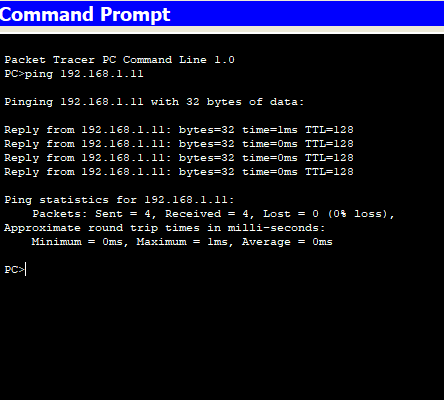 Command Prompt
Packet Tracer PC Command Line 1.0
PC>ping 192.168.1.11
Pinging 192.168.1.11 with 32 bytes of data:
Reply from 192.168.1.11: bytes=32 time=1ms TTL=128
Reply from 192.168.1.11: bytes=32 time=0ms TTL=128
Reply from 192.168.1.11: bytes=32 time=0ms TTL=128
Reply from 192.168.1.11: bytes=32 time=0ms TTL=128
Ping statistics for 192.168.1.11:
Packets: Sent = 4, Received = 4, Lost = 0 (0% loss),
Approximate round trip times in milli-seconds:
Minimum = 0ms, Maximum = 1ms, Average = 0ms
PC>